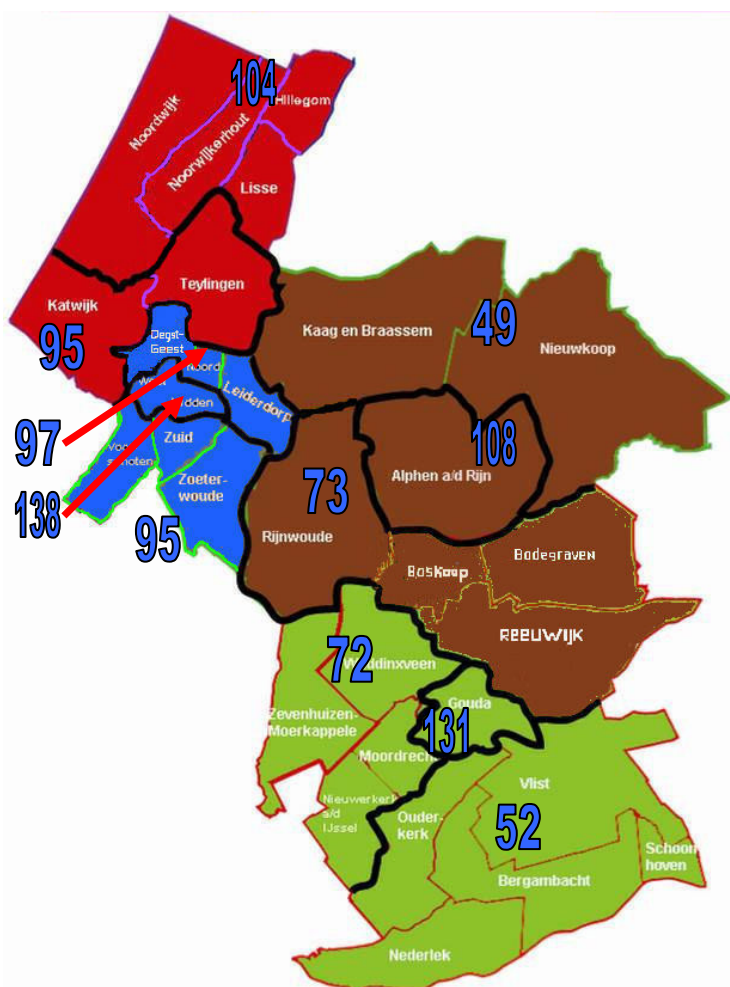 104
Hillegom
Noordwijk
Noorwijkerhout
Lisse
Teylingen
Katwijk
95
Kaag en Braassem
49
Nieuwkoop
Oegst-
Geest
Noord
Leiderdorp
97
138
Zuid
Zoeter-
woude
95
73
Rijnwoude
108
Alphen a/d Rijn
Boskoop
Bodegraven
REEUWIJK
72
Waddinxveen
Gouda
131
Zevenhuizen-
Moerkappele
Moordrecht
Nieuwerkerk
a/d
IJssel
Ouder-
kerk
Vlist
52
Schoon
hoven
Bergambacht
Nederlek